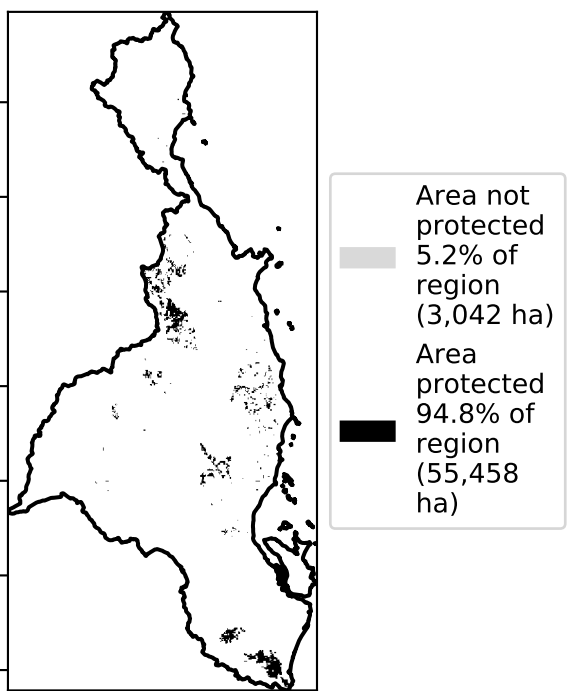 Area not
protected
5.2% of
region
(3,042 ha)
Area
protected
94.8% of
region
(55,458
ha)